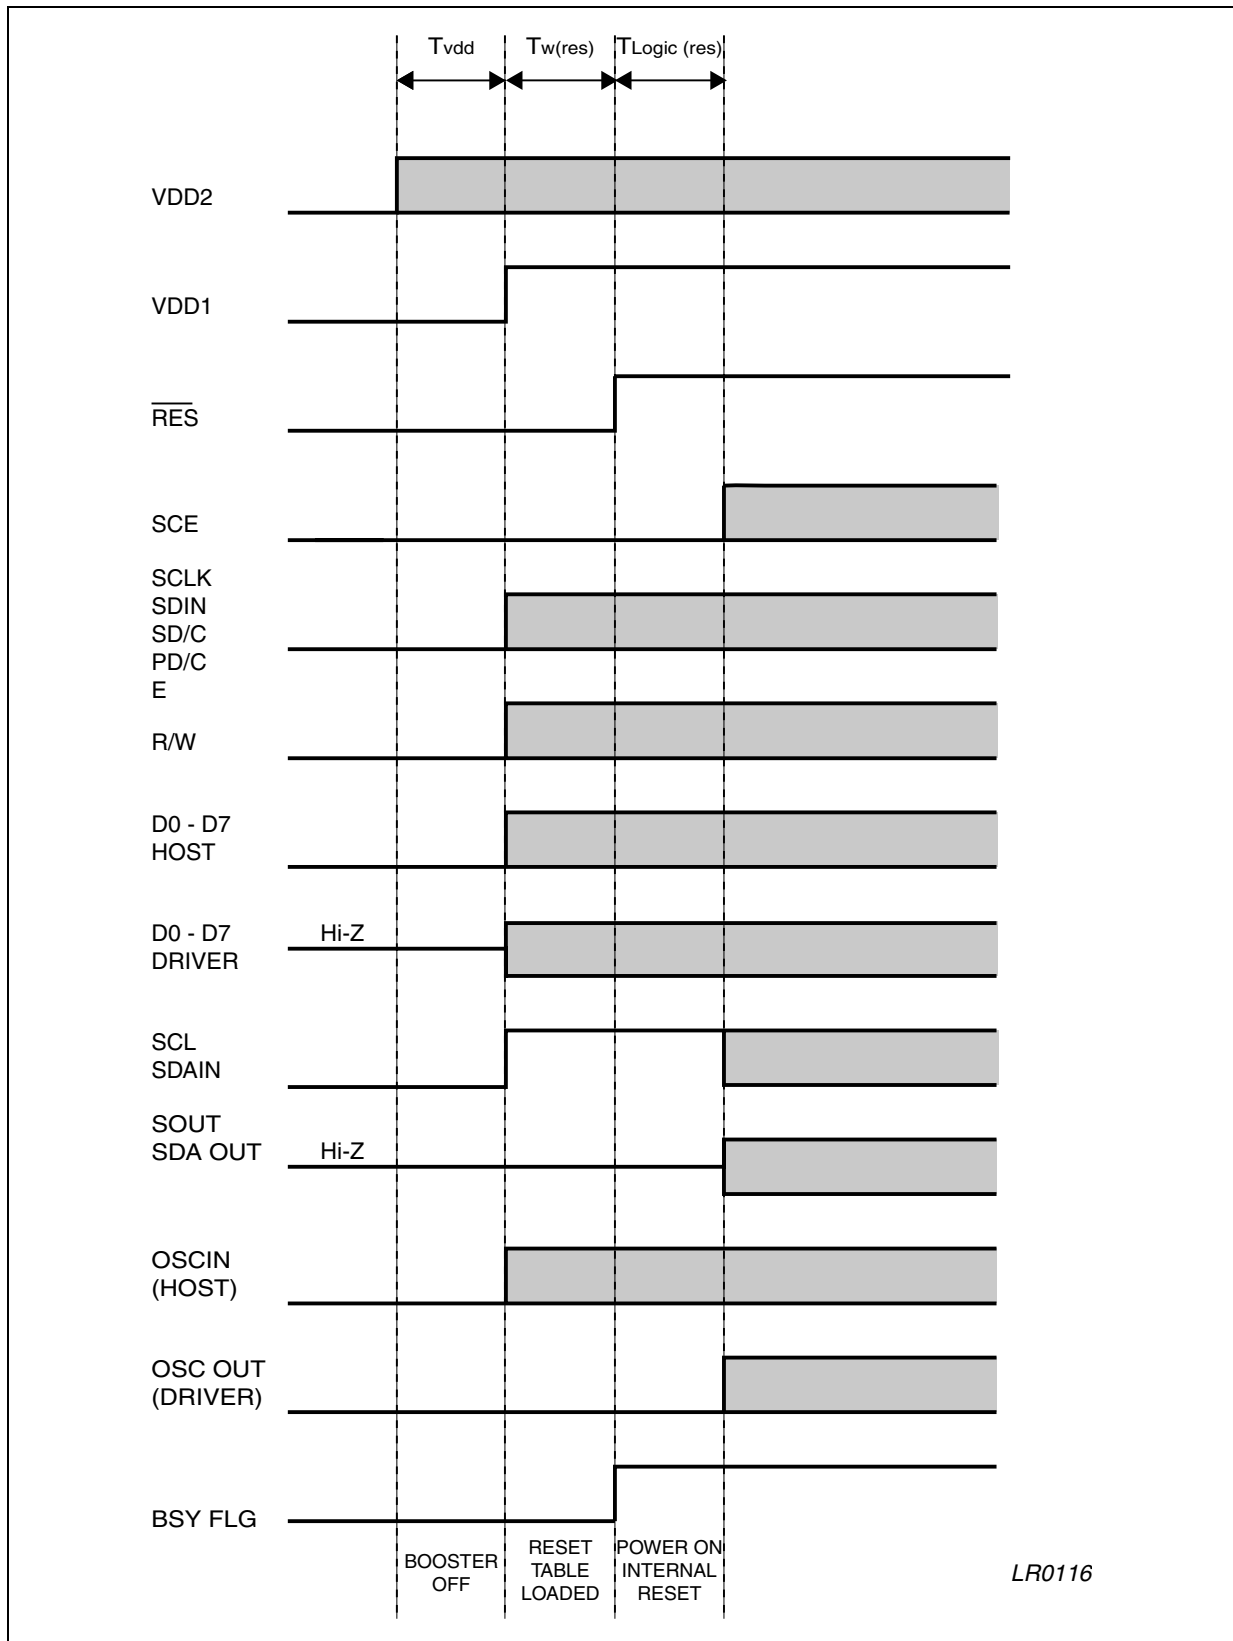 Tvdd Tw(res) TLogic (res)
VDD2
VDD1
RES
SCE
SCLK
SDIN
SD/C
PD/C
E
R/W
D0 - D7
HOST
D0 - D7 Hi-Z
DRIVER
SCL
SDAIN
SOUT
SDA OUT Hi-Z
OSCIN
(HOST)
OSC OUT
(DRIVER)
BSY FLG
BOOSTER
OFF
RESET
TABLE
LOADED
POWER ON
INTERNAL
RESET
LR0116